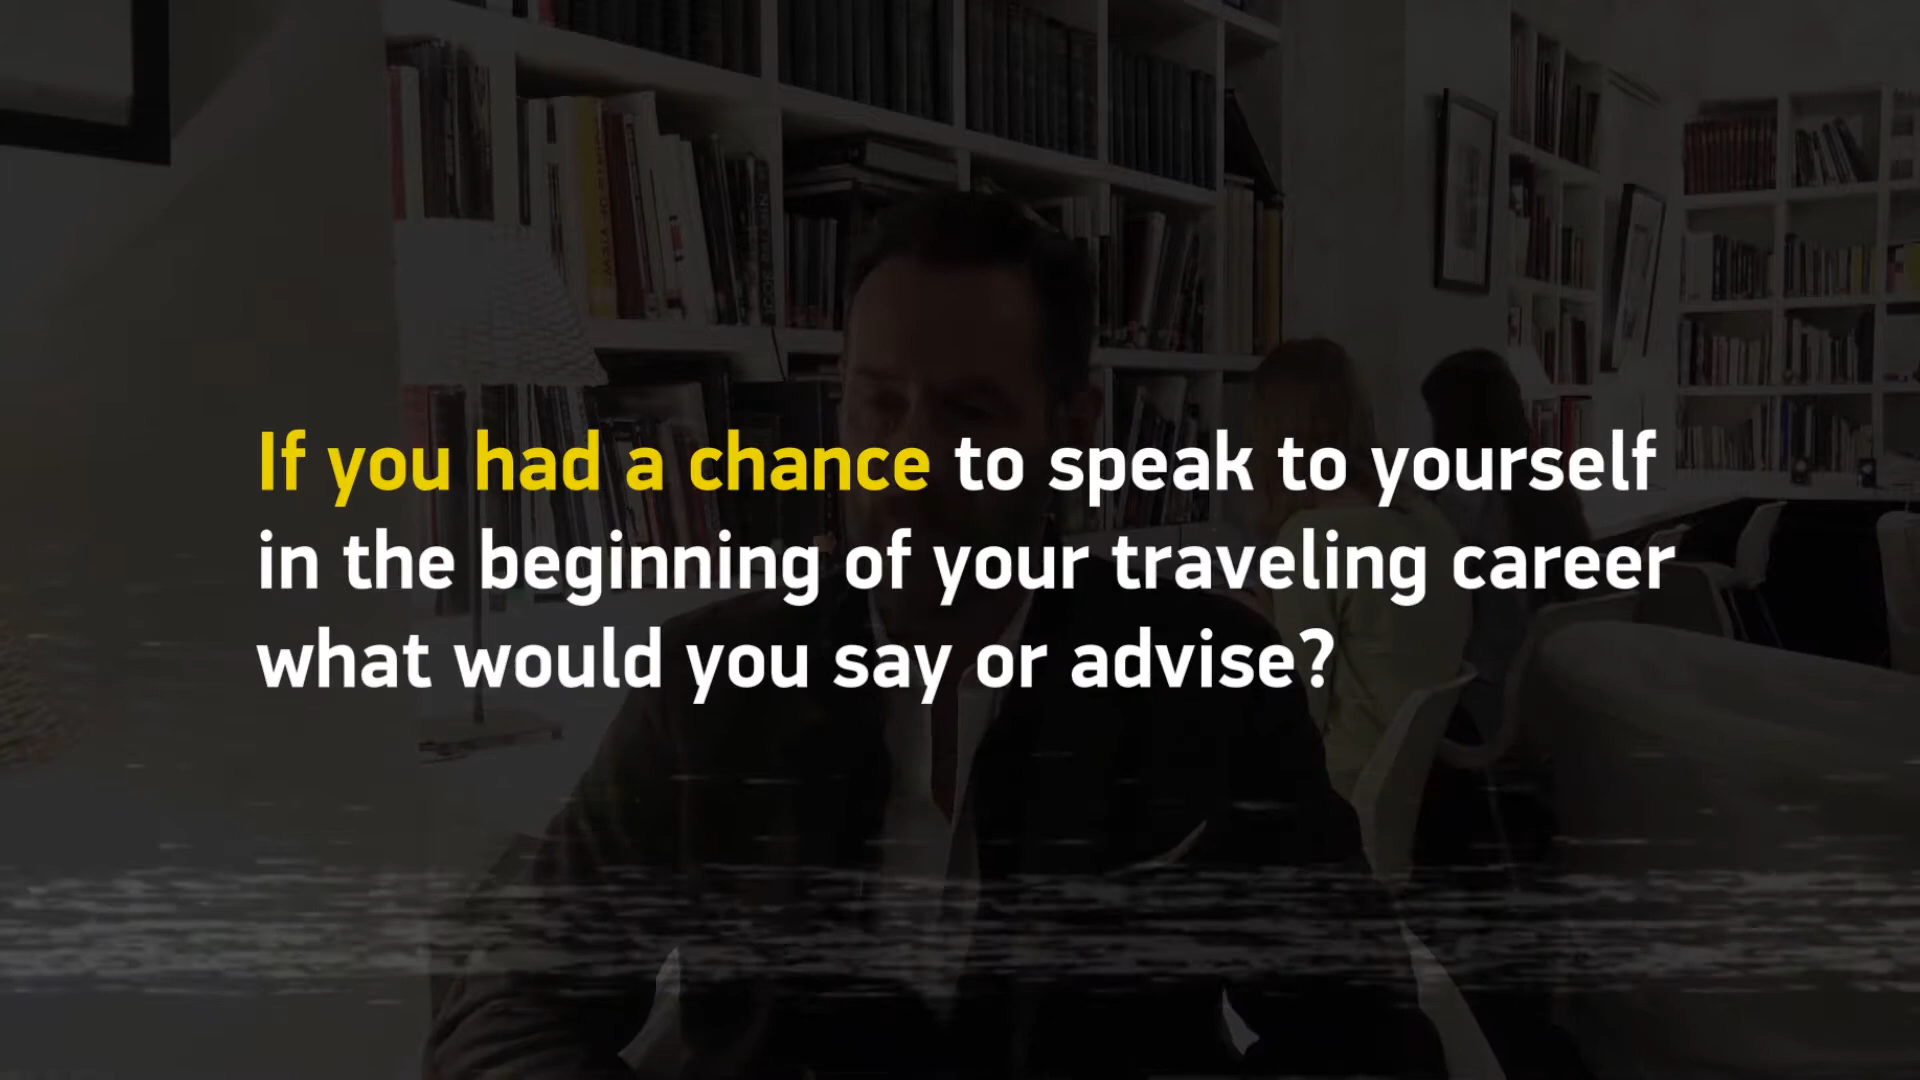 If you had a chance to speak to yourself
in the beginning of your traveling career
what would you say or advise?